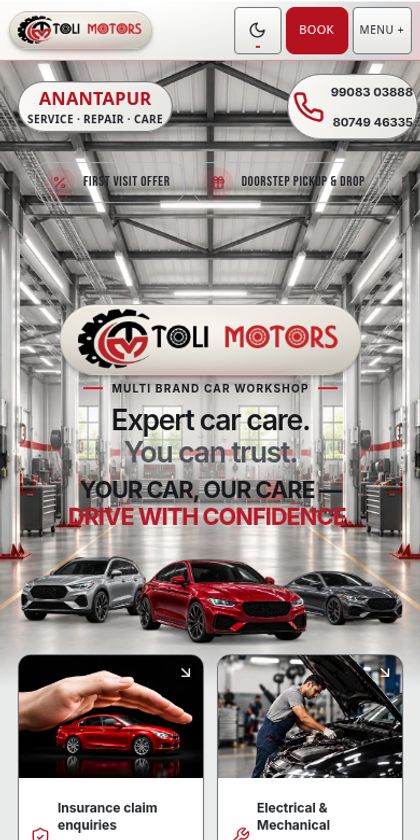 TOLI MOTORS
BOOK
MENU +
ANANTAPUR
SERVICE · REPAIR · CARE
99083 03888
80749 46335
FIRST VISIT OFFER
DOORSTEP PICKUP & DROP
TOLI MOTORS
MULTI BRAND CAR WORKSHOP
Expert car care.
You can trust.
YOUR CAR, OUR CARE —
DRIVE WITH CONFIDENCE.
Insurance claim
enquiries
Electrical &
Mechanical